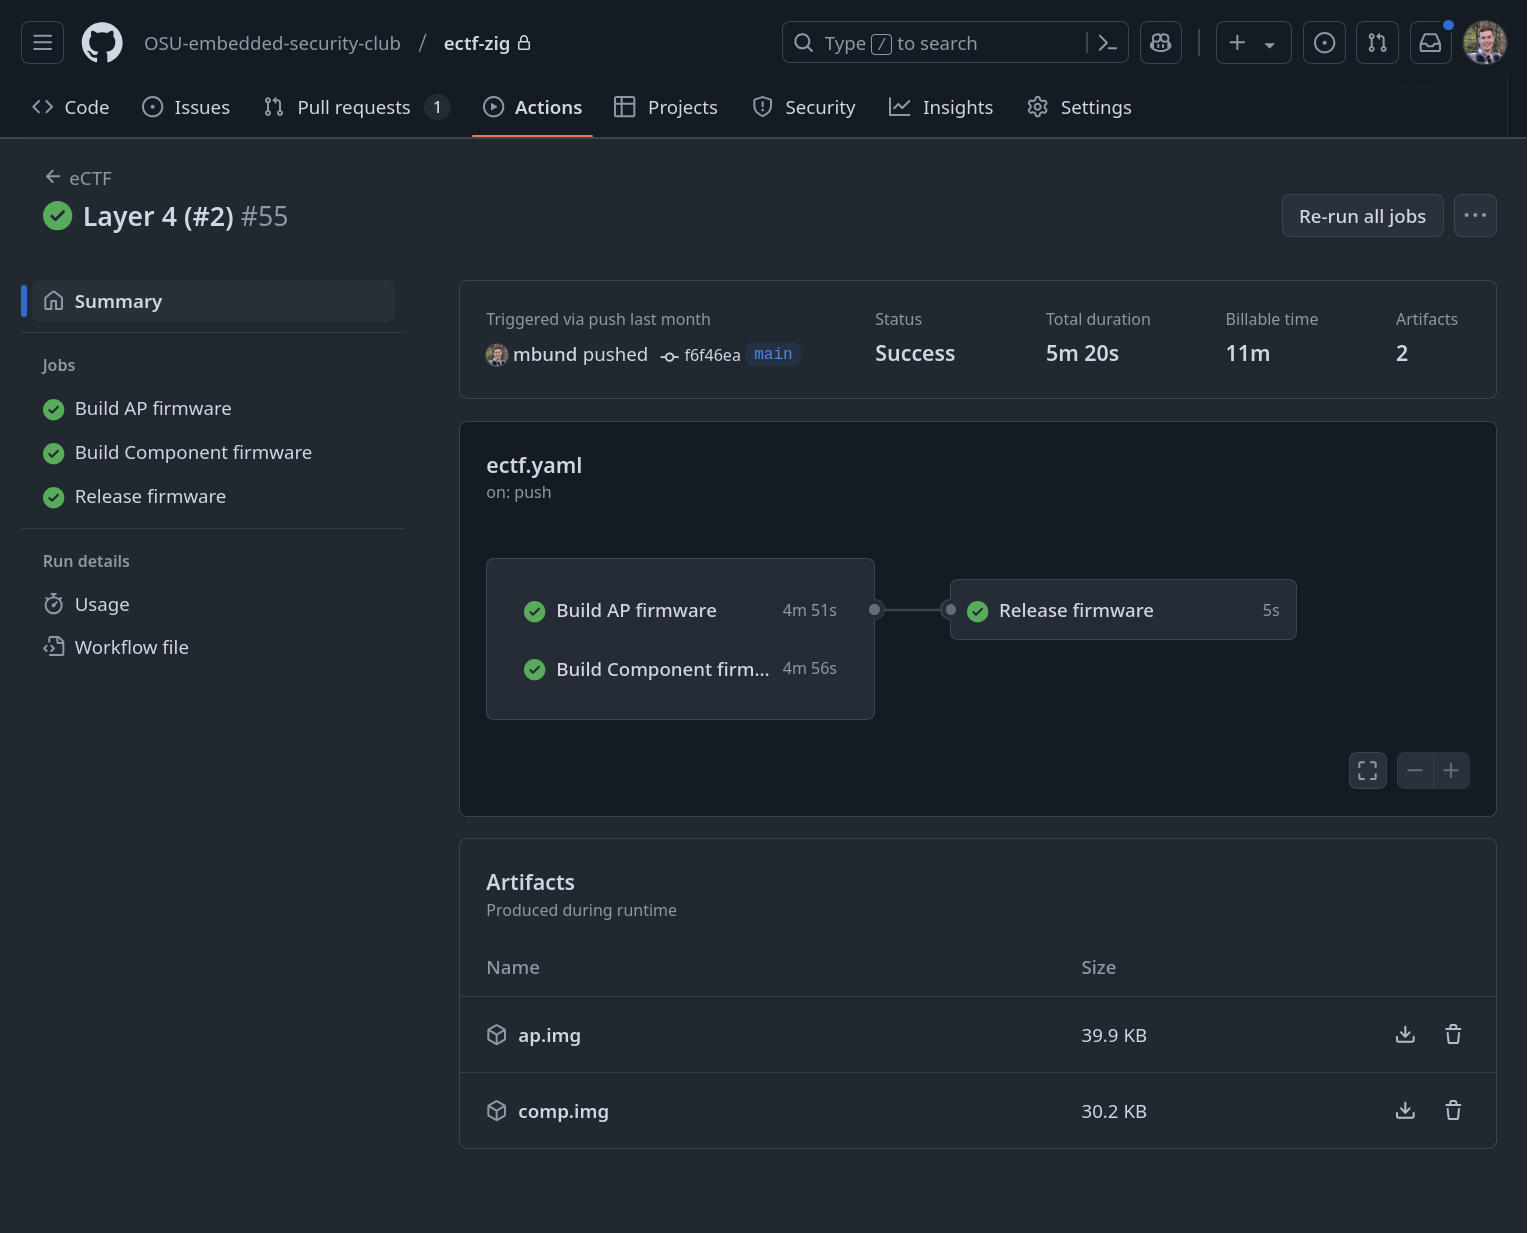 OSU-embedded-security-club / ectf-zig
Type / to search
Code Issues Pull requests 1 Actions Projects Security Insights Settings
eCTF
Layer 4 (#2) #55
Re-run all jobs
Summary
Jobs
Build AP firmware
Build Component firmware
Release firmware
Run details
Usage
Workflow file
Triggered via push last month
mbund pushed f6f46ea main
Status
Success
Total duration
5m 20s
Billable time
11m
Artifacts
2
ectf.yaml
on: push
Build AP firmware 4m 51s
Build Component firm... 4m 56s
Release firmware 5s
Artifacts
Produced during runtime
Name Size
ap.img 39.9 KB
comp.img 30.2 KB